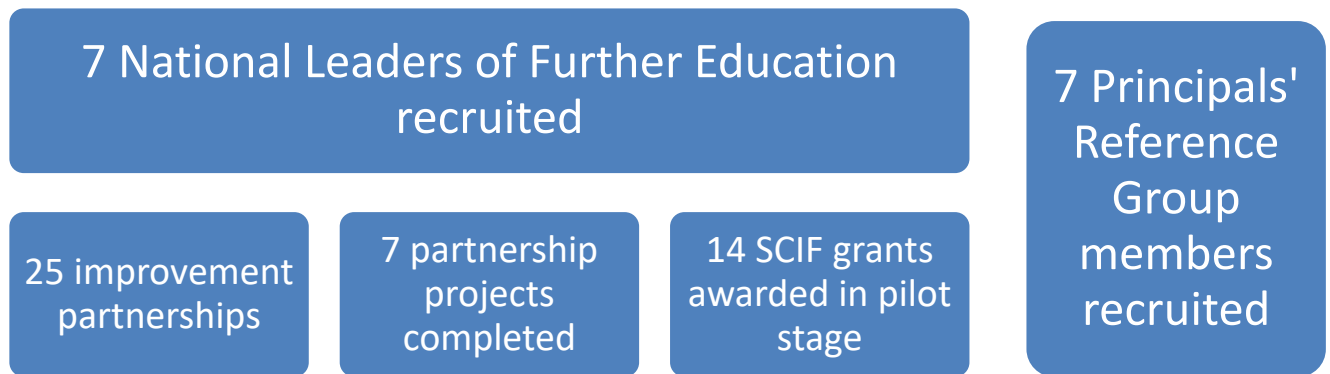 7 National Leaders of Further Education
recruited
25 improvement
partnerships
7 partnership
projects
completed
14 SCIF grants
awarded in pilot
stage
7 Principals'
Reference
Group
members
recruited